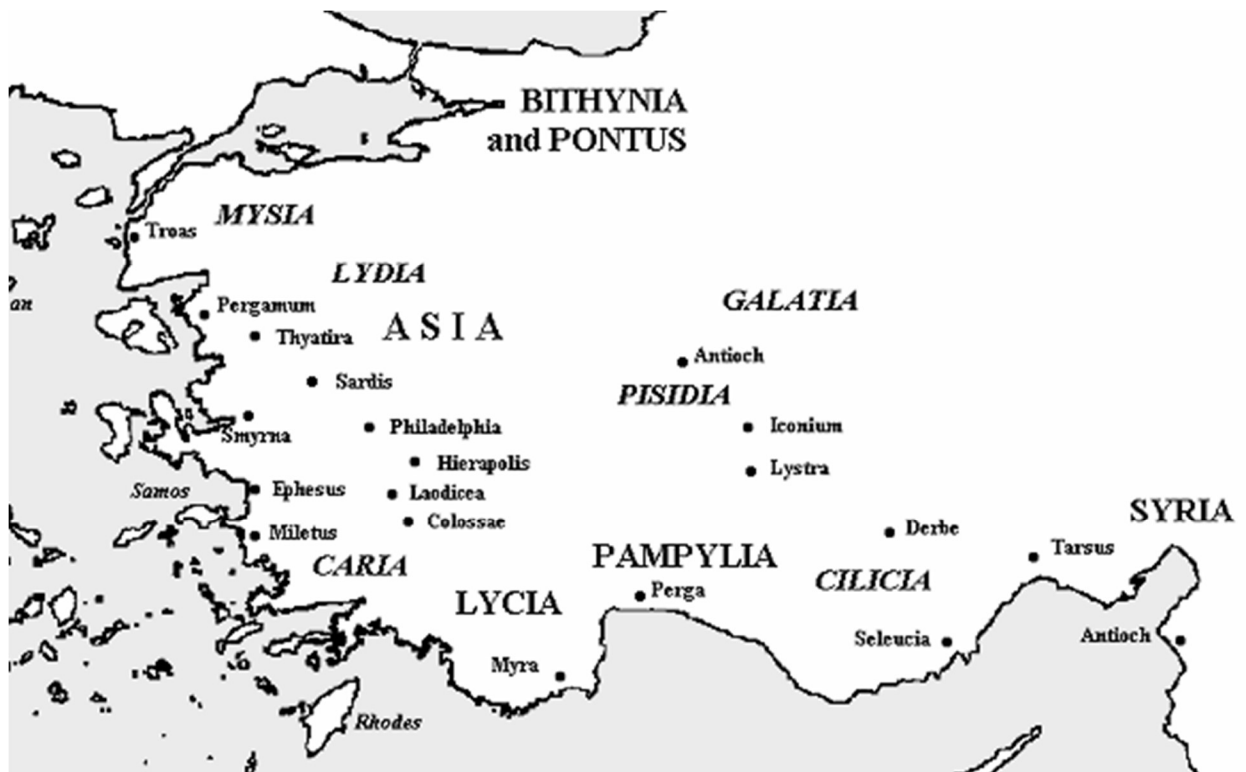 BITHYNIA
and PONTUS
MYSIA
Troas
LYDIA
an
Pergamum
GALATIA
Thyatira
ASIA
Antioch
Sardis
PISIDIA
Smyrna
Philadelphia
Iconium
Hierapolis
Lystra
Samos
Ephesus
Laodicea
Colossae
SYRIA
Miletus
Derbe
Tarsus
CARIA
PAMPYLIA
CILICIA
Perga
LYCIA
Seleucia
Antioch
Myra
Rhodes